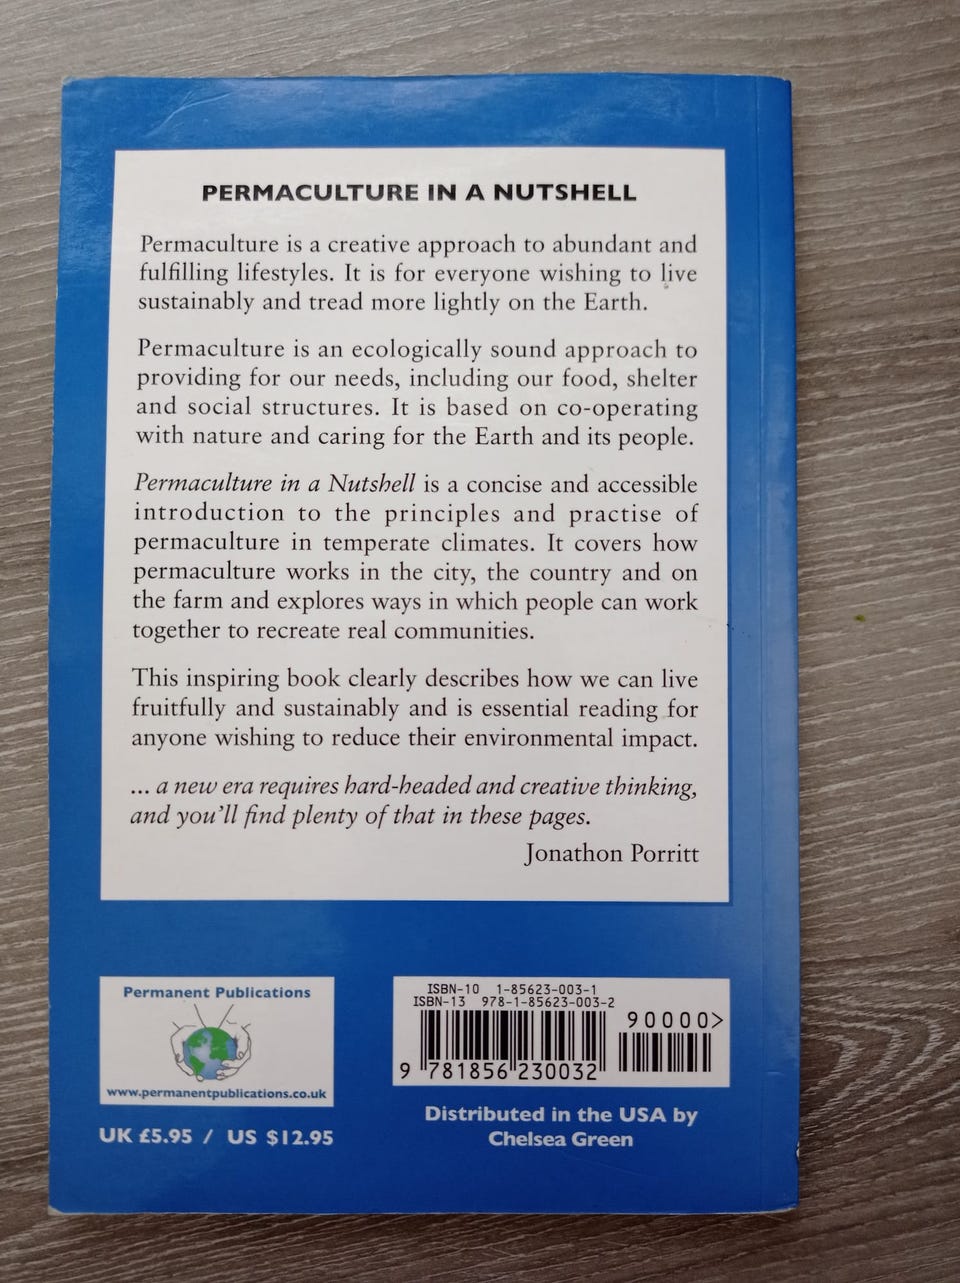 PERMACULTURE IN A NUTSHELL
Permaculture is a creative approach to abundant and
fulfilling lifestyles. It is for everyone wishing to live
sustainably and tread more lightly on the Earth.
Permaculture is an ecologically sound approach to
providing for our needs, including our food, shelter
and social structures. It is based on co-operating
with nature and caring for the Earth and its people.
Permaculture in a Nutshell is a concise and accessible
introduction to the principles and practise of
permaculture in temperate climates. It covers how
permaculture works in the city, the country and on
the farm and explores ways in which people can work
together to recreate real communities.
This inspiring book clearly describes how we can live
fruitfully and sustainably and is essential reading for
anyone wishing to reduce their environmental impact.
... a new era requires hard-headed and creative thinking,
and you'll find plenty of that in these pages.
Jonathon Porritt
Permanent Publications
www.permanentpublications.co.uk
UK £5.95 / US $12.95
ISBN-10 1-85623-003-1
ISBN-13 978-1-85623-003-2
90000>
9 781856 230032
Distributed in the USA by
Chelsea Green